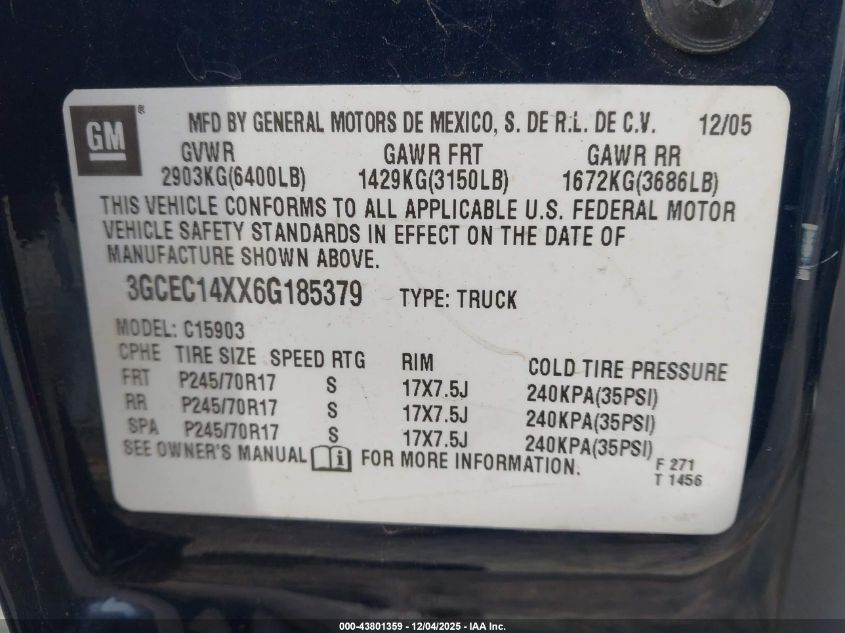 GM ® MFD BY GENERAL MOTORS DE MEXICO, S. DE R.L. DE C.V. 12/05
GVWR GAWR FRT GAWR RR
2903KG(6400LB) 1429KG(3150LB) 1672KG(3686LB)
THIS VEHICLE CONFORMS TO ALL APPLICABLE U.S. FEDERAL MOTOR
VEHICLE SAFETY STANDARDS IN EFFECT ON THE DATE OF
MANUFACTURE SHOWN ABOVE.
3GCEC14XX6G185379 TYPE: TRUCK
MODEL: C15903
CPHE TIRE SIZE SPEED RTG RIM COLD TIRE PRESSURE
FRT P245/70R17 S 17X7.5J 240KPA(35PSI)
RR P245/70R17 S 17X7.5J 240KPA(35PSI)
SPA P245/70R17 S 17X7.5J 240KPA(35PSI)
SEE OWNER'S MANUAL i FOR MORE INFORMATION.
F 271
T 1456
000-43801359 - 12/04/2025 - IAA Inc.